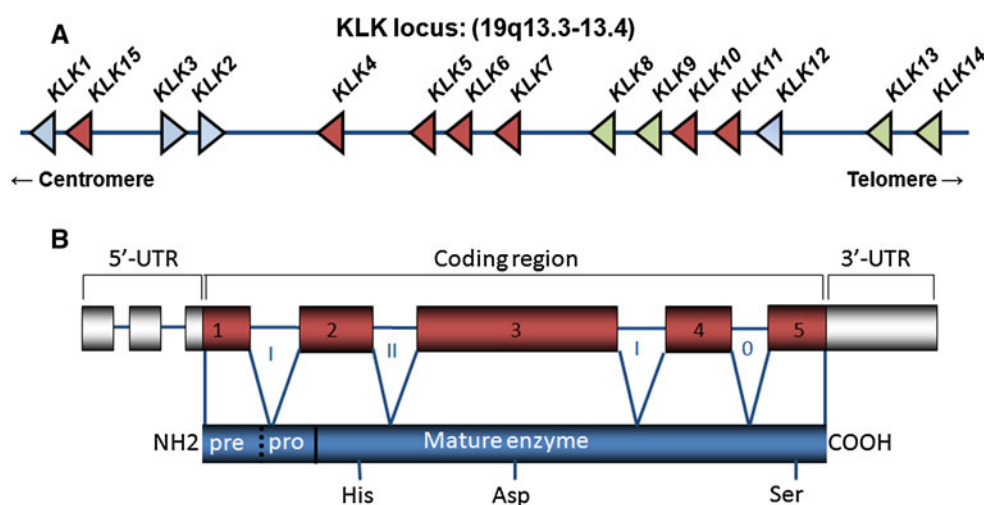 A
KLK locus: (19q13.3-13.4)
KLK1 KLK15 KLK3 KLK2 KLK4 KLK5 KLK6 KLK7 KLK8 KLK9 KLK10 KLK11 KLK12 KLK13 KLK14
← Centromere Telomere →
B
5’-UTR Coding region 3’-UTR
1 2 3 4 5
I II I 0
NH2 pre pro Mature enzyme COOH
His Asp Ser